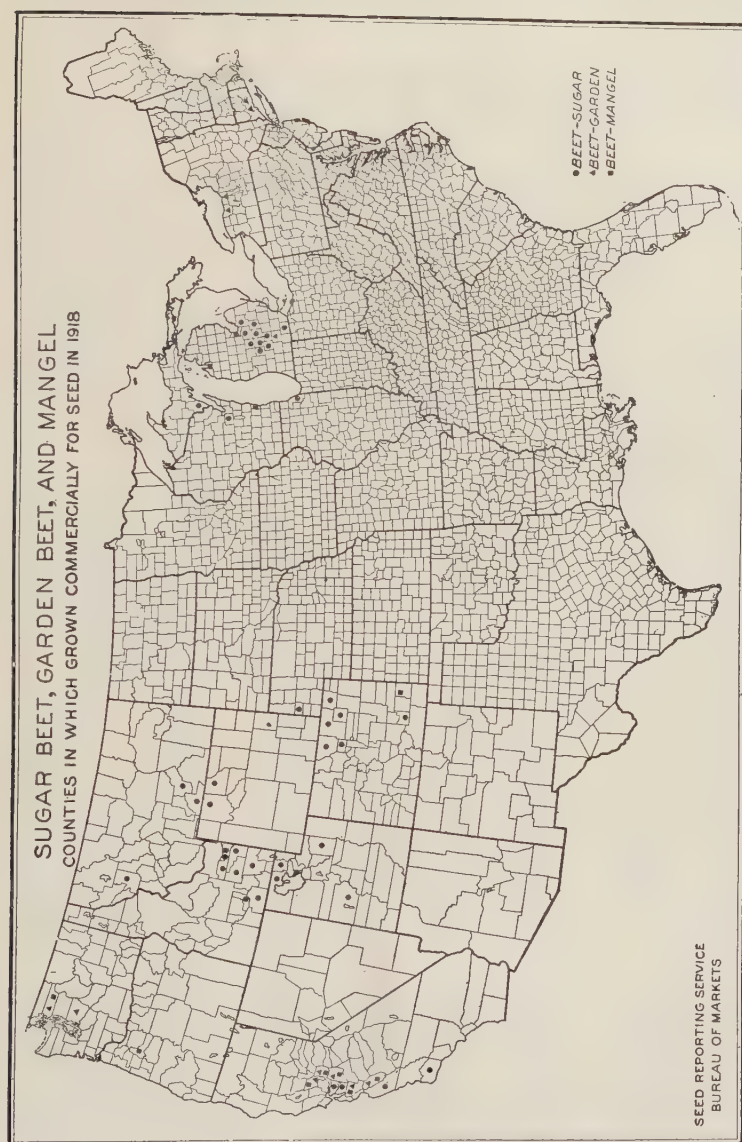 SUGAR BEET, GARDEN BEET, AND MANGEL
COUNTIES IN WHICH GROWN COMMERCIALLY FOR SEED IN 1918
●BEET-SUGAR
▲BEET-GARDEN
■BEET-MANGEL
SEED REPORTING SERVICE
BUREAU OF MARKETS